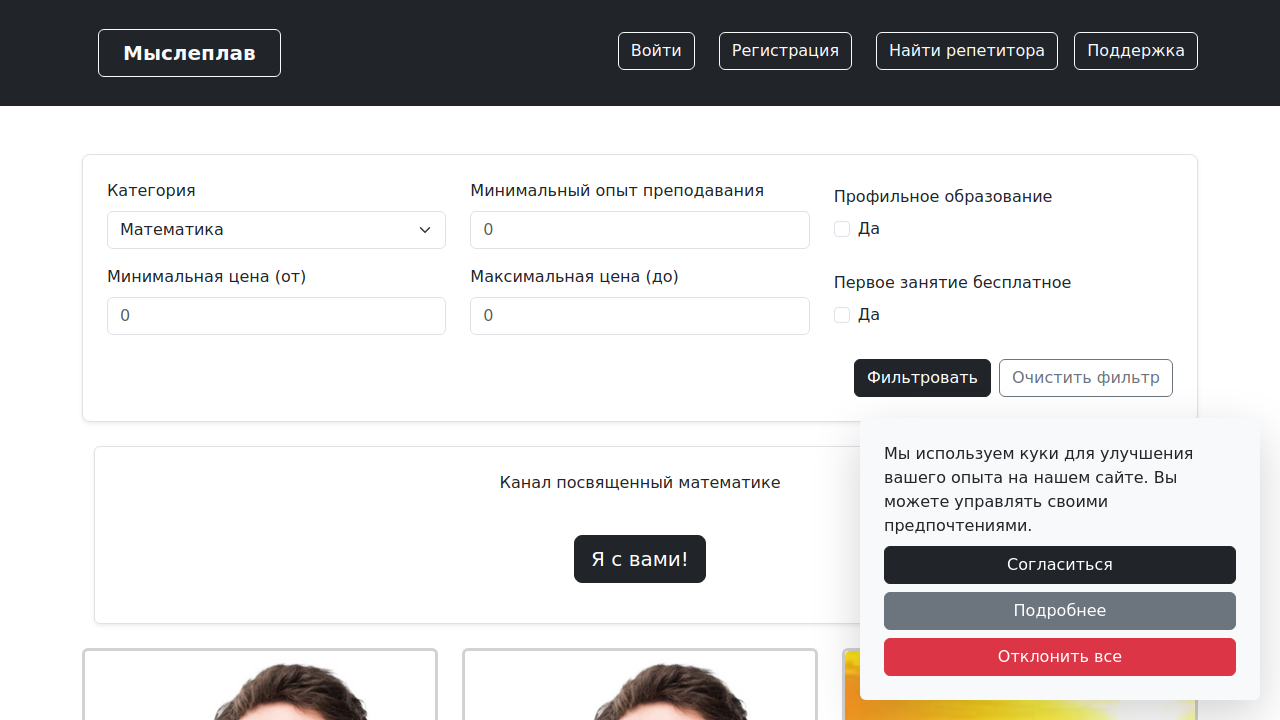 Мыслеплав
Войти
Регистрация
Найти репетитора
Поддержка
Категория
Минимальный опыт преподавания
Профильное образование
Математика
0
Да
Минимальная цена (от)
Максимальная цена (до)
Первое занятие бесплатное
0
0
Да
Фильтровать
Очистить фильтр
Канал посвященный математике
Я с вами!
Мы используем куки для улучшения
вашего опыта на нашем сайте. Вы
можете управлять своими
предпочтениями.
Согласиться
Подробнее
Отклонить все